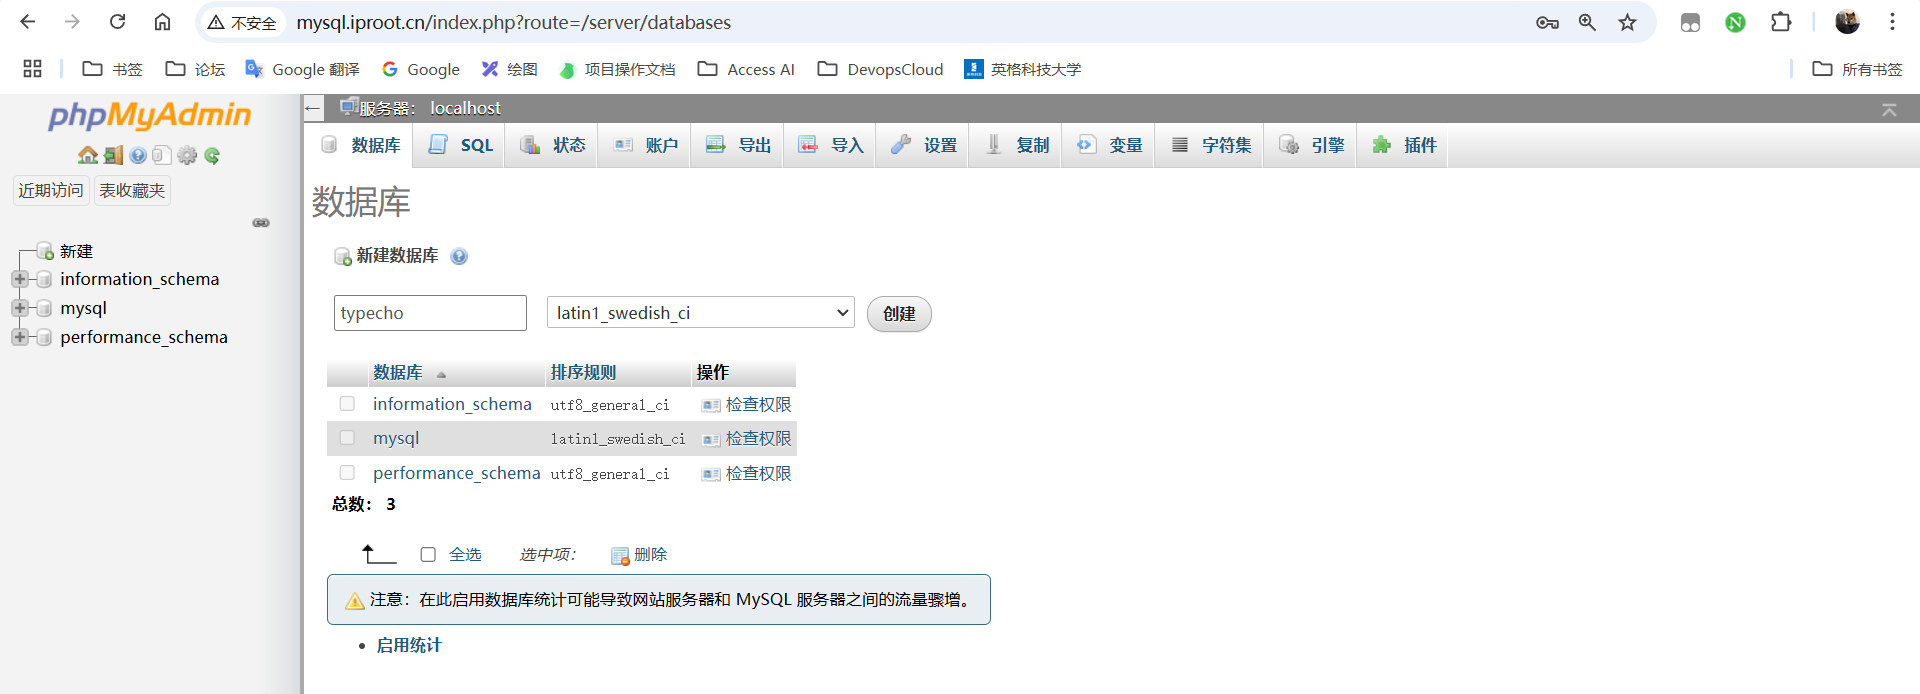 不安全 mysql.iproot.cn/index.php?route=/server/databases
书签 论坛 Google 翻译 Google 绘图 项目操作文档 Access AI DevopsCloud 英格科技大学 所有书签
phpMyAdmin
近期访问 表收藏夹
新建
information_schema
mysql
performance_schema
服务器： localhost
数据库 SQL 状态 账户 导出 导入 设置 复制 变量 字符集 引擎 插件
数据库
新建数据库
typecho latin1_swedish_ci 创建
数据库 排序规则 操作
information_schema utf8_general_ci 检查权限
mysql latin1_swedish_ci 检查权限
performance_schema utf8_general_ci 检查权限
总数： 3
全选 选中项： 删除
注意：在此启用数据库统计可能导致网站服务器和 MySQL 服务器之间的流量骤增。
启用统计